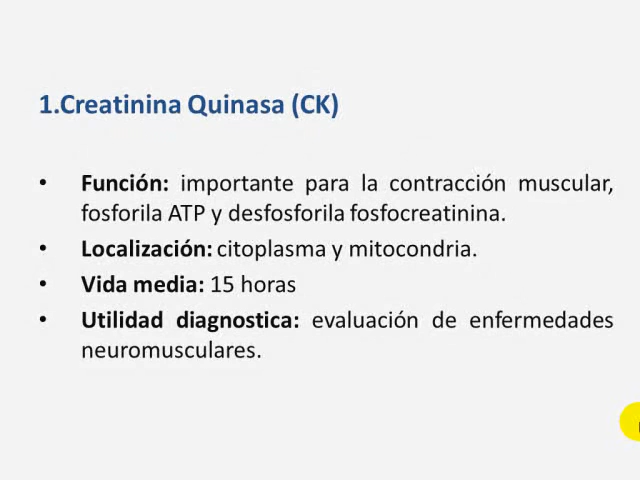 1.Creatinina Quinasa (CK)
• Función: importante para la contracción muscular,
fosforila ATP y desfosforila fosfocreatinina.
• Localización: citoplasma y mitocondria.
• Vida media: 15 horas
• Utilidad diagnostica: evaluación de enfermedades
neuromusculares.